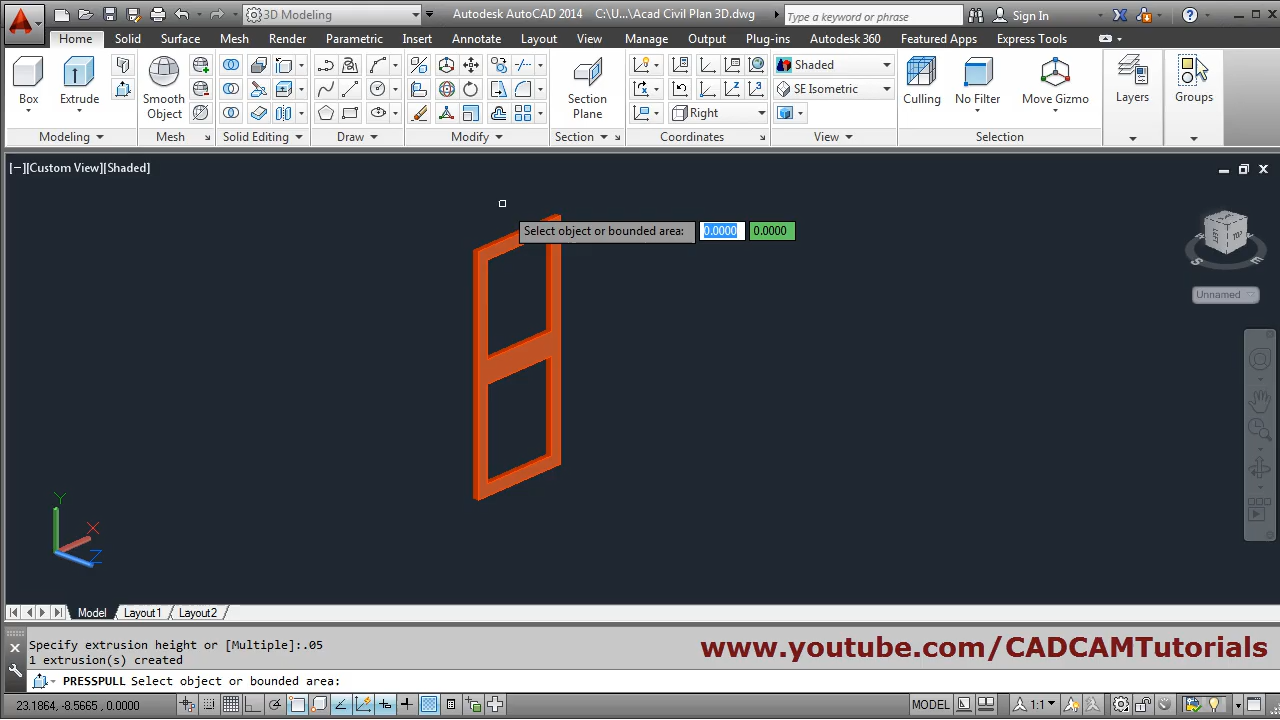 3D Modeling
Autodesk AutoCAD 2014 C:\U...\Acad Civil Plan 3D.dwg
Type a keyword or phrase
Sign In
Home Solid Surface Mesh Render Parametric Insert Annotate Layout View Manage Output Plug-ins Autodesk 360 Featured Apps Express Tools
Box
Extrude
Smooth
Object
Section
Plane
Right
Shaded
SE Isometric
Culling
No Filter
Move Gizmo
Layers
Groups
Modeling Mesh Solid Editing Draw Modify Section Coordinates View Selection
[−][Custom View][Shaded]
Select object or bounded area: 0.0000 0.0000
LEFT
TOP
S
E
Unnamed
Y
X
Z
Model Layout1 Layout2
Specify extrusion height or [Multiple]:.05
1 extrusion(s) created
PRESSPULL Select object or bounded area:
www.youtube.com/CADCAMTutorials
23.1864, -8.5665, 0.0000
MODEL
1:1